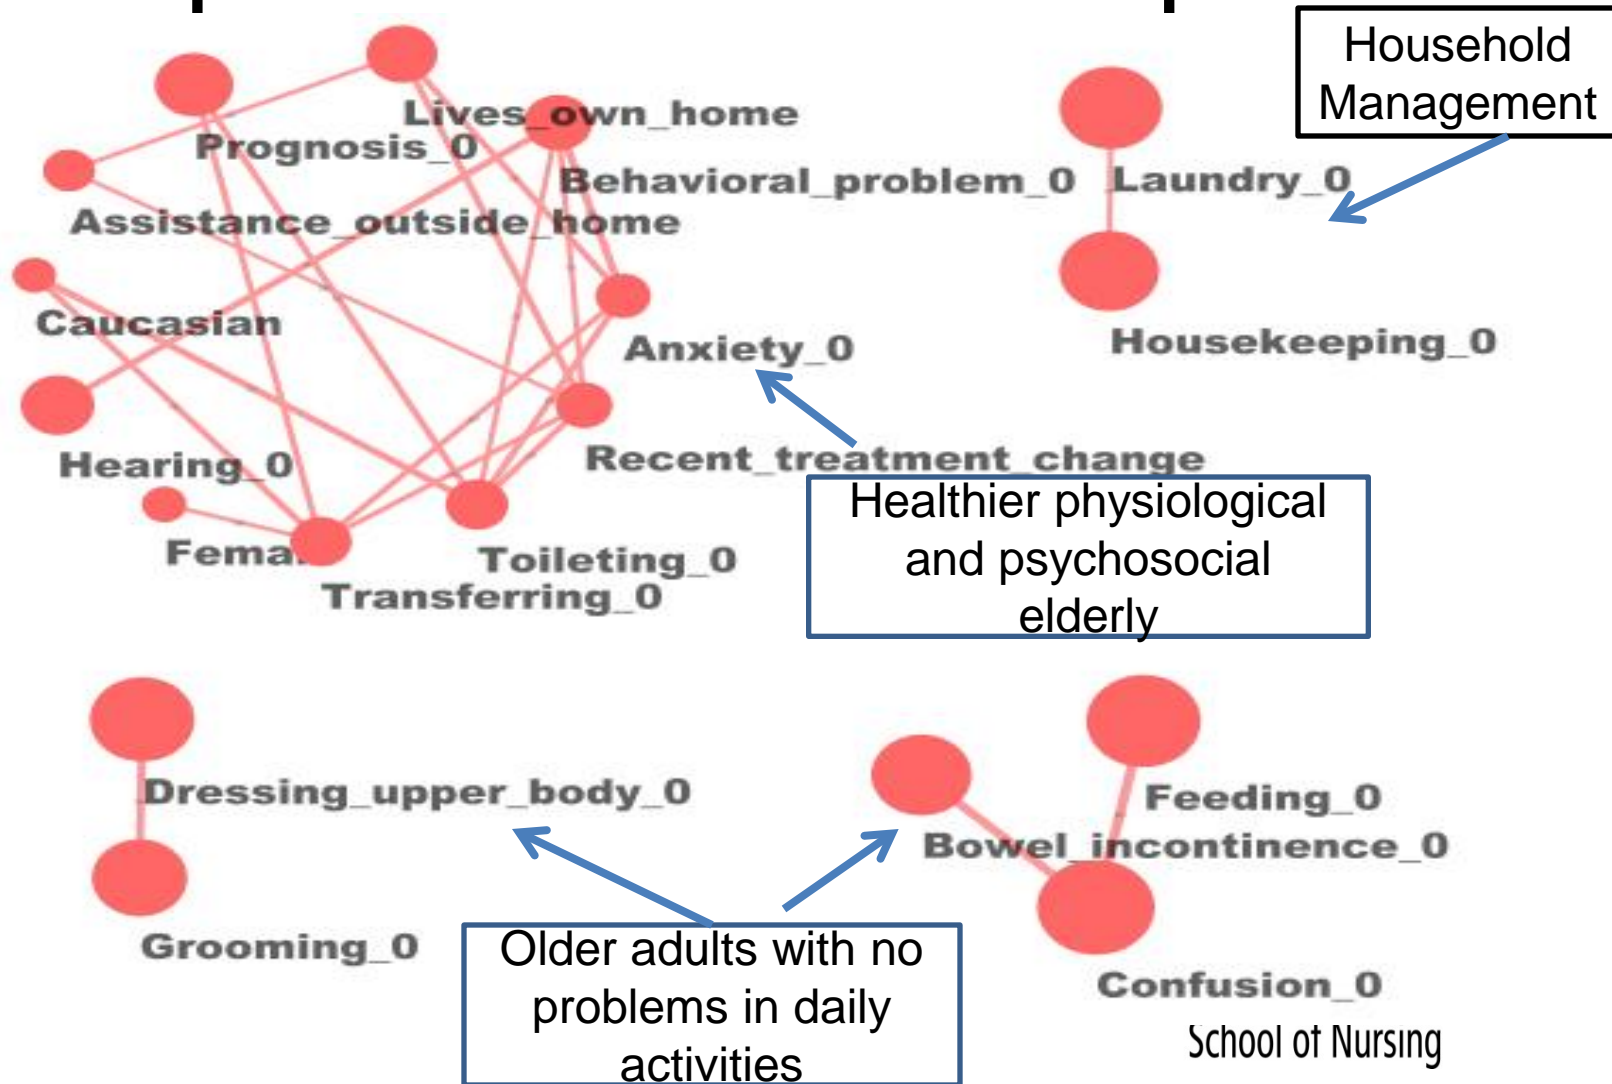 Household
Management
Lives_own_home
Prognosis_0
Behavioral_problem_0
Laundry_0
Assistance_outside_home
Caucasian
Housekeeping_0
Anxiety_0
Hearing_0
Recent_treatment_change
Healthier physiological
and psychosocial
elderly
Toileting_0
Transferring_0
Dressing_upper_body_0
Feeding_0
Bowel_incontinence_0
Grooming_0
Older adults with no
problems in daily
activities
Confusion_0
School of Nursing